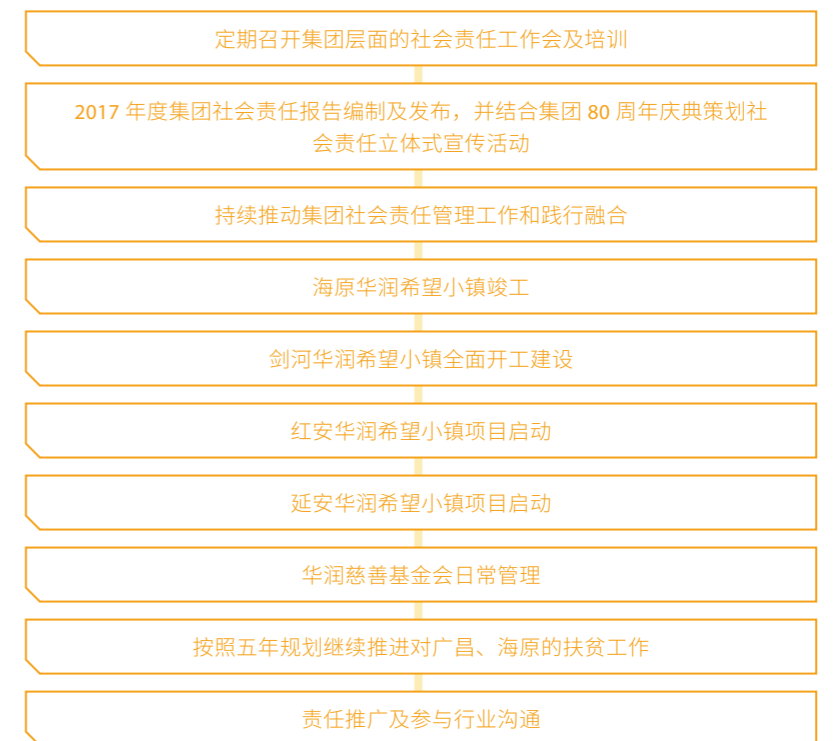 定期召开集团层面的社会责任工作会及培训
2017 年度集团社会责任报告编制及发布，并结合集团 80 周年庆典策划社
会责任立体式宣传活动
持续推动集团社会责任管理工作和践行融合
海原华润希望小镇竣工
剑河华润希望小镇全面开工建设
红安华润希望小镇项目启动
延安华润希望小镇项目启动
华润慈善基金会日常管理
按照五年规划继续推进对广昌、海原的扶贫工作
责任推广及参与行业沟通